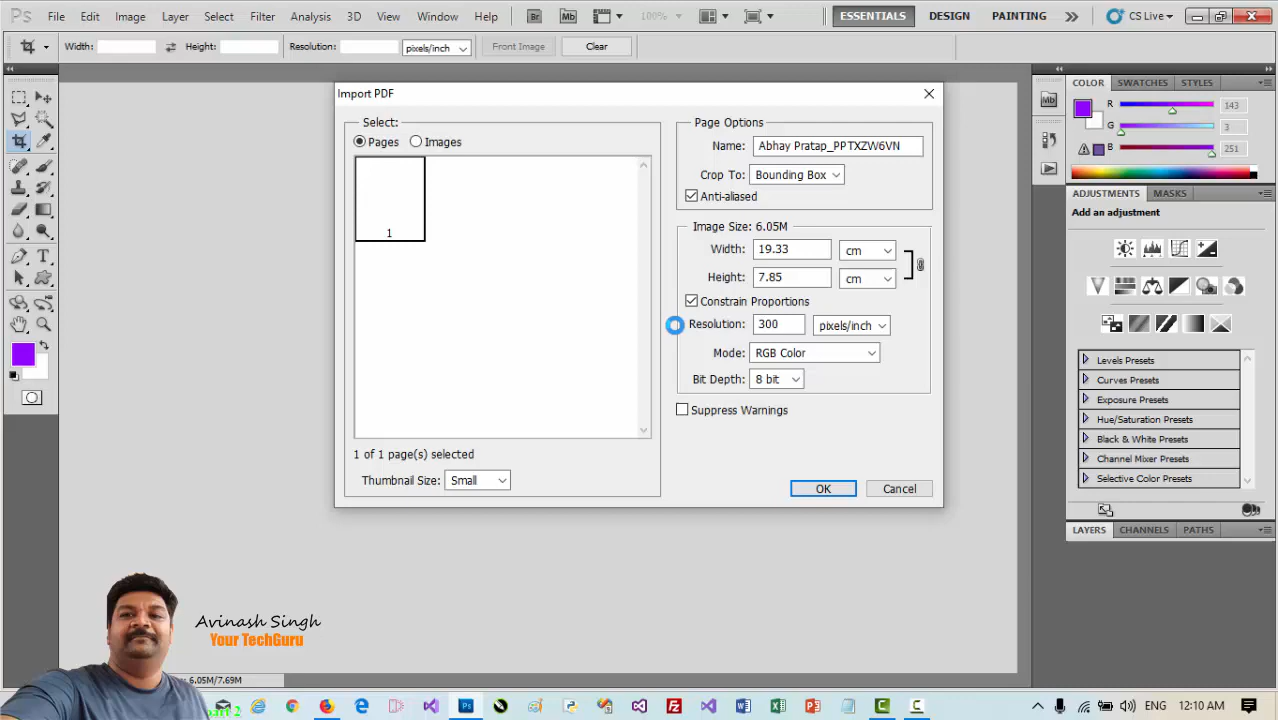 Ps File Edit Image Layer Select Filter Analysis 3D View Window Help Br Mb 100% ESSENTIALS DESIGN PAINTING CS Live
Width: Height: Resolution: pixels/inch Front Image Clear
Import PDF
Select:
Pages Images
1
1 of 1 page(s) selected
Thumbnail Size: Small
Page Options
Name: Abhay Pratap_PPTXZW6VN
Crop To: Bounding Box
Anti-aliased
Image Size: 6.05M
Width: 19.33 cm
Height: 7.85 cm
Constrain Proportions
Resolution: 300 pixels/inch
Mode: RGB Color
Bit Depth: 8 bit
Suppress Warnings
OK Cancel
Mb
COLOR SWATCHES STYLES
R 143
G 3
B 251
ADJUSTMENTS MASKS
Add an adjustment
Levels Presets
Curves Presets
Exposure Presets
Hue/Saturation Presets
Black & White Presets
Channel Mixer Presets
Selective Color Presets
LAYERS CHANNELS PATHS
Avinash Singh
Your TechGuru
6.05M/7.69M
ENG 12:10 AM